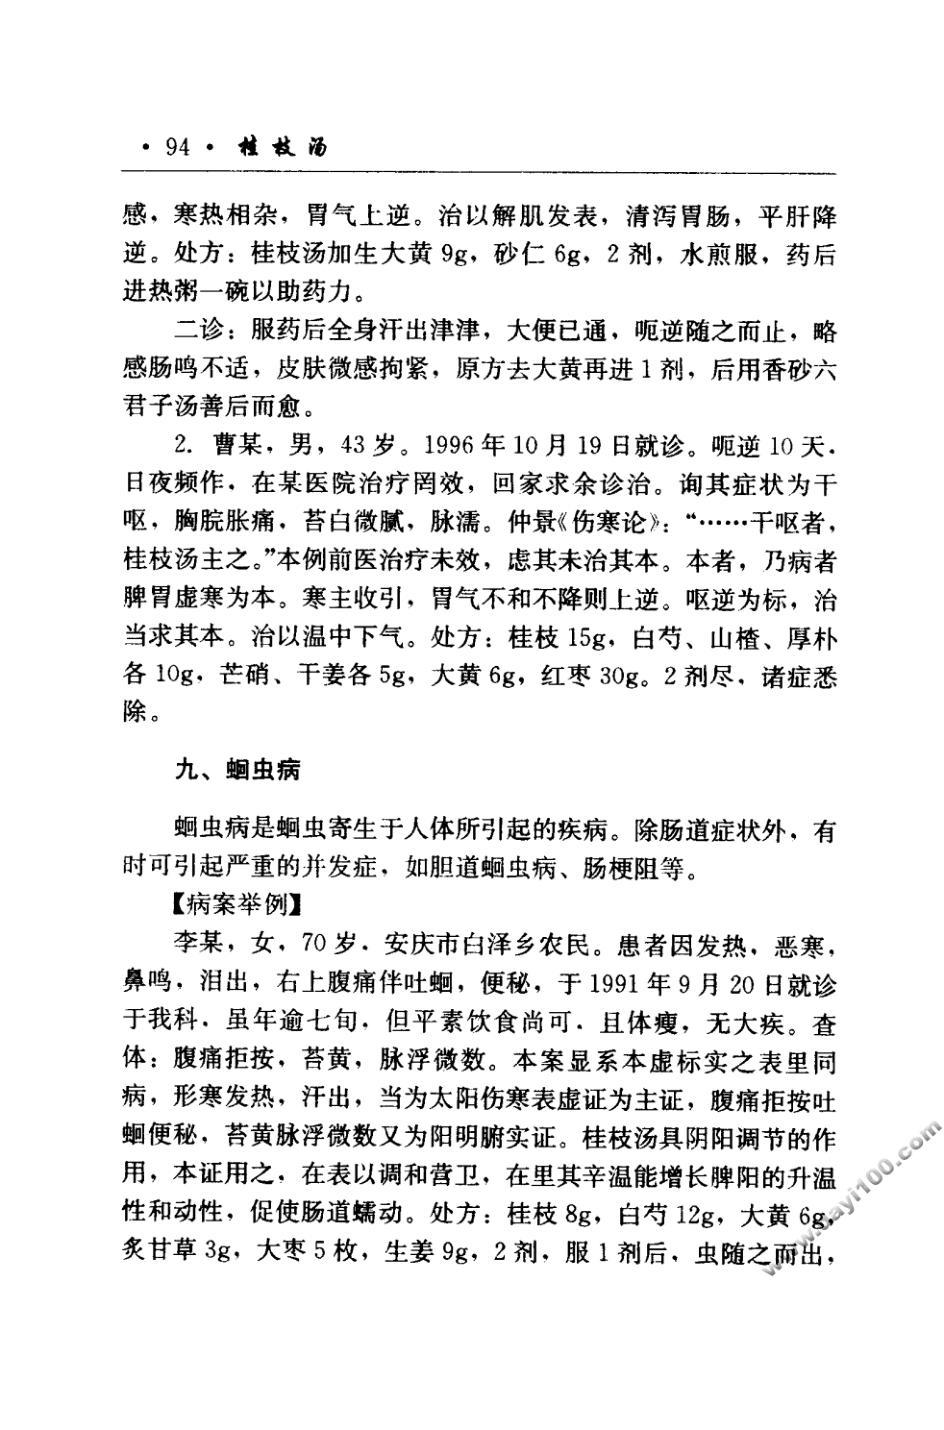 · 94 · 桂枝汤
感，寒热相杂，胃气上逆。治以解肌发表，清泻胃肠，平肝降
逆。处方：桂枝汤加生大黄 9g，砂仁 6g，2 剂，水煎服，药后
进热粥一碗以助药力。
二诊：服药后全身汗出津津，大便已通，呃逆随之而止，略
感肠鸣不适，皮肤微感拘紧，原方去大黄再进 1 剂，后用香砂六
君子汤善后而愈。
2. 曹某，男，43 岁。1996 年 10 月 19 日就诊。呃逆 10 天，
日夜频作，在某医院治疗罔效，回家求余诊治。询其症状为干
呕，胸脘胀痛，苔白微腻，脉濡。仲景《伤寒论》：“……干呕者，
桂枝汤主之。”本例前医治疗未效，虑其未治其本。本者，乃病者
脾胃虚寒为本。寒主收引，胃气不和不降则上逆。呕逆为标，治
当求其本。治以温中下气。处方：桂枝 15g，白芍、山楂、厚朴
各 10g，芒硝、干姜各 5g，大黄 6g，红枣 30g。2 剂尽，诸症悉
除。
九、蛔虫病
蛔虫病是蛔虫寄生于人体所引起的疾病。除肠道症状外，有
时可引起严重的并发症，如胆道蛔虫病、肠梗阻等。
【病案举例】
李某，女，70 岁，安庆市白泽乡农民。患者因发热，恶寒，
鼻鸣，泪出，右上腹痛伴吐蛔，便秘，于 1991 年 9 月 20 日就诊
于我科，虽年逾七旬，但平素饮食尚可，且体瘦，无大疾。查
体：腹痛拒按，苔黄，脉浮微数。本案显系本虚标实之表里同
病，形寒发热，汗出，当为太阳伤寒表虚证为主证，腹痛拒按吐
蛔便秘，苔黄脉浮微数又为阳明腑实证。桂枝汤具阴阳调节的作
用，本证用之，在表以调和营卫，在里其辛温能增长脾阳的升温
性和动性，促使肠道蠕动。处方：桂枝 8g，白芍 12g，大黄 6g，
炙甘草 3g，大枣 5 枚，生姜 9g，2 剂，服 1 剂后，虫随之而出，